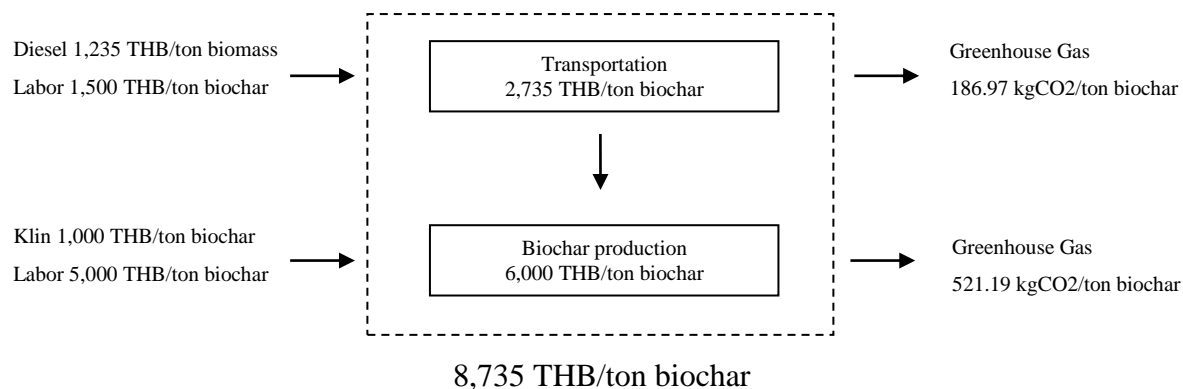 Diesel 1,235 THB/ton biomass
Labor 1,500 THB/ton biochar
Transportation
2,735 THB/ton biochar
Greenhouse Gas
186.97 kgCO2/ton biochar
Klin 1,000 THB/ton biochar
Labor 5,000 THB/ton biochar
Biochar production
6,000 THB/ton biochar
Greenhouse Gas
521.19 kgCO2/ton biochar
8,735 THB/ton biochar